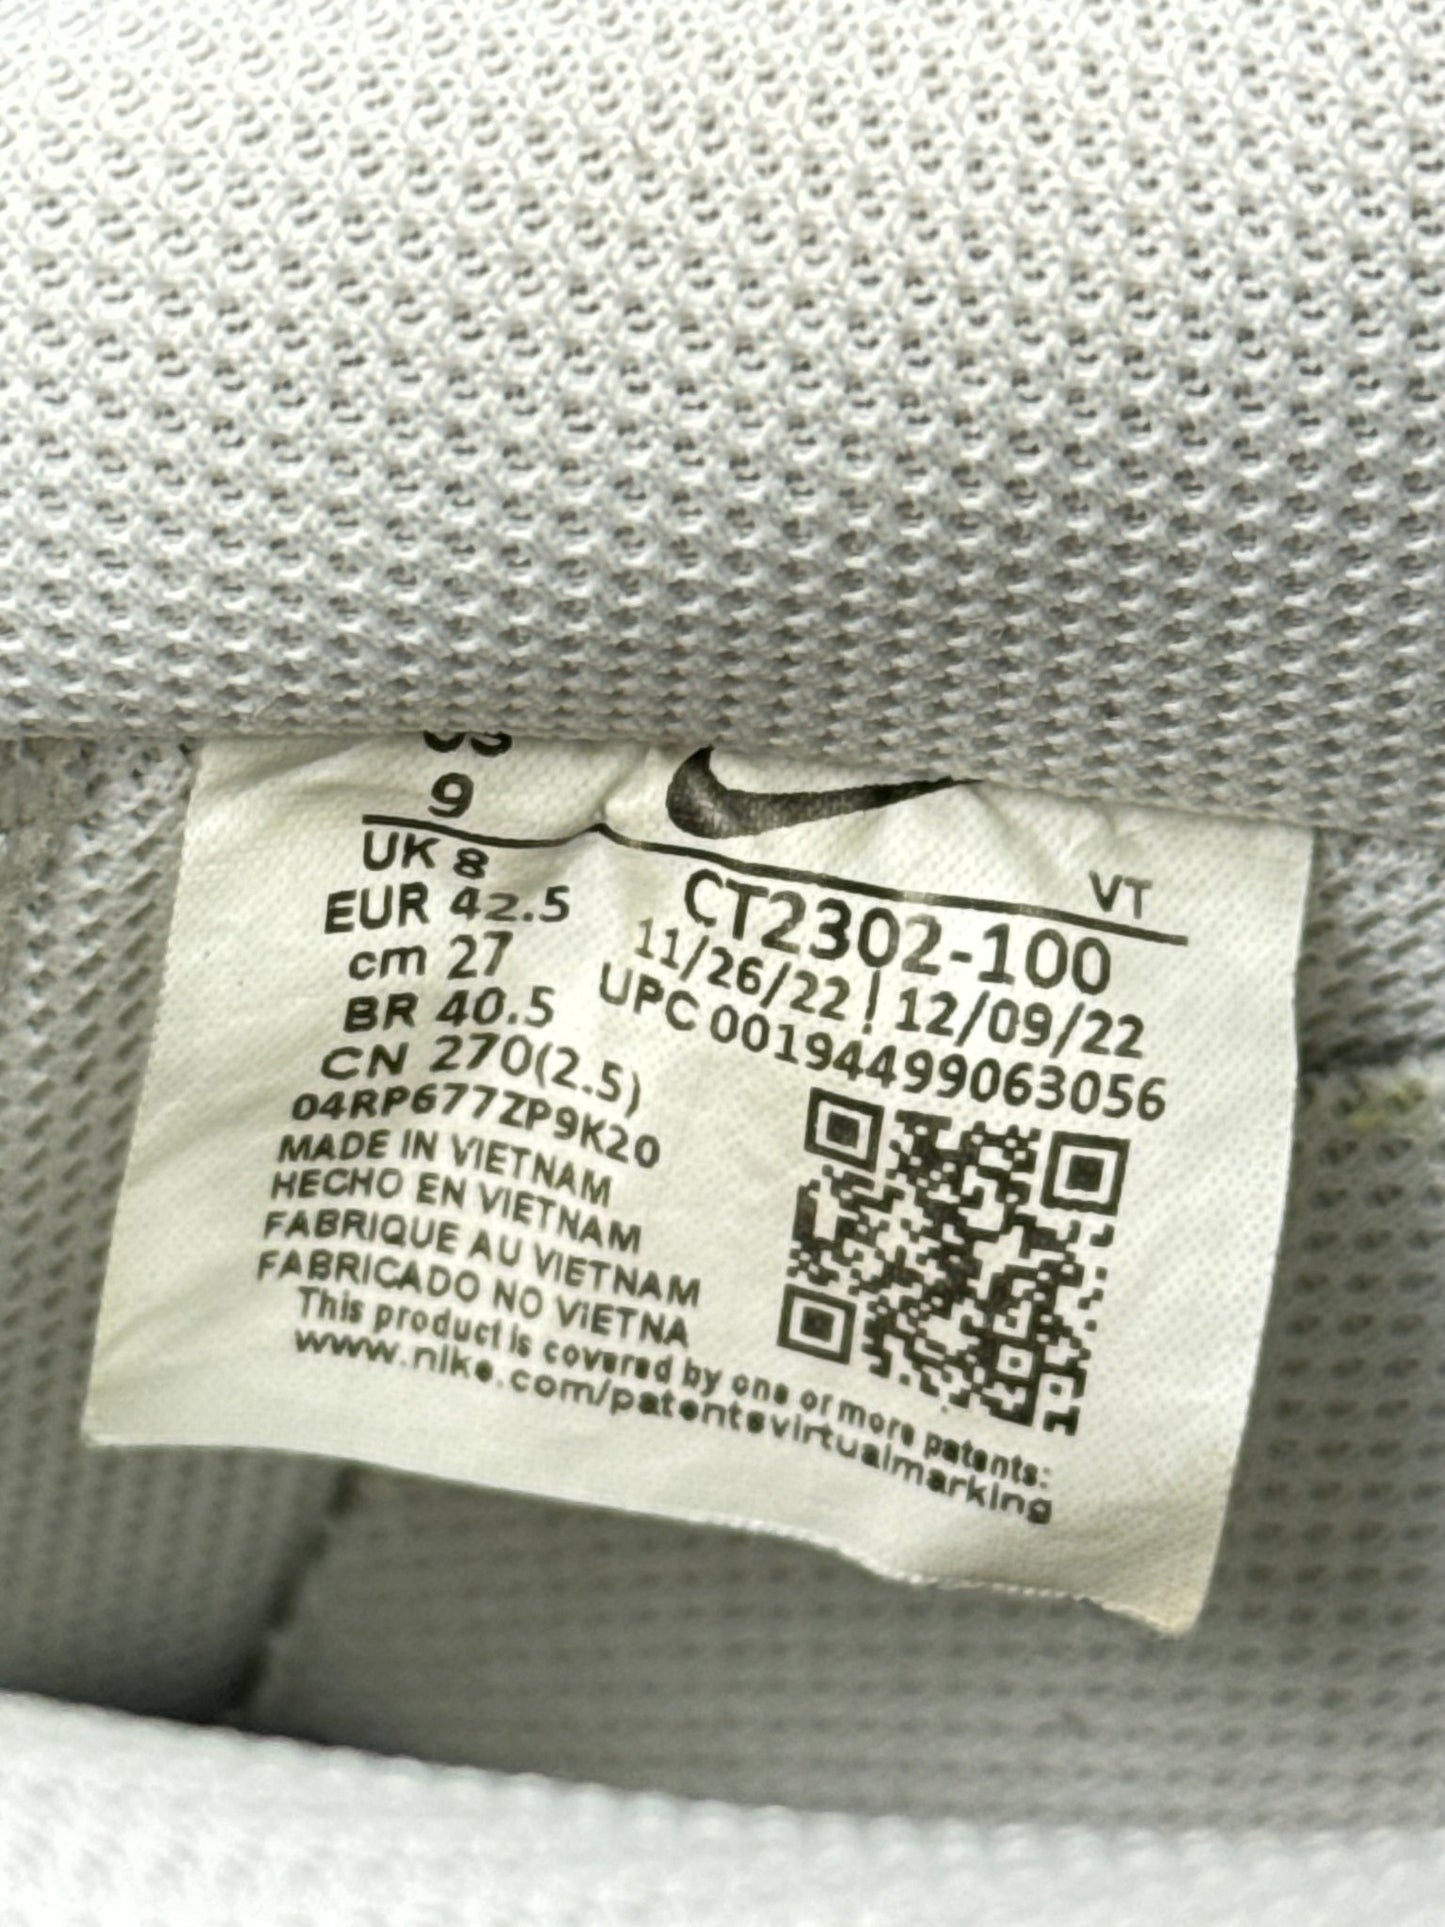 US
9
UK 8
EUR 42.5
cm 27
BR 40.5
CN 270(2.5)
04RP677ZP9K20
MADE IN VIETNAM
HECHO EN VIETNAM
FABRIQUE AU VIETNAM
FABRICADO NO VIETNA
VT
CT2302-100
11/26/22 | 12/09/22
UPC 00194499063056
This product is covered by one or more patents:
www.nike.com/patentsvirtualmarking